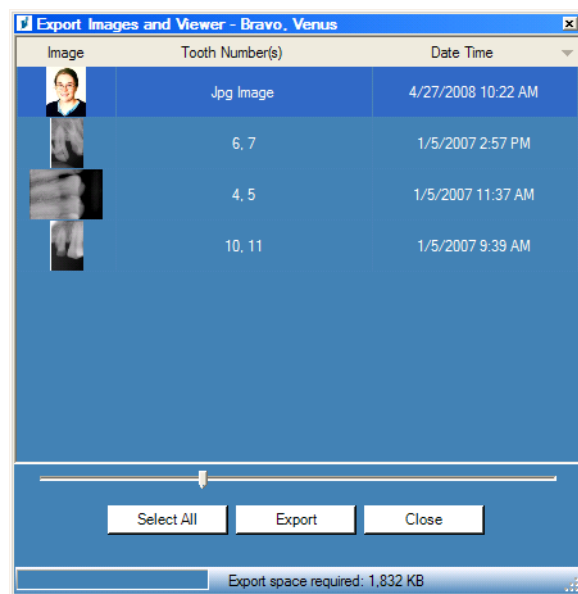 Export Images and Viewer - Bravo, Venus
Image Tooth Number(s) Date Time
Jpg Image 4/27/2008 10:22 AM
6, 7 1/5/2007 2:57 PM
4, 5 1/5/2007 11:37 AM
10, 11 1/5/2007 9:39 AM
Select All Export Close
Export space required: 1,832 KB